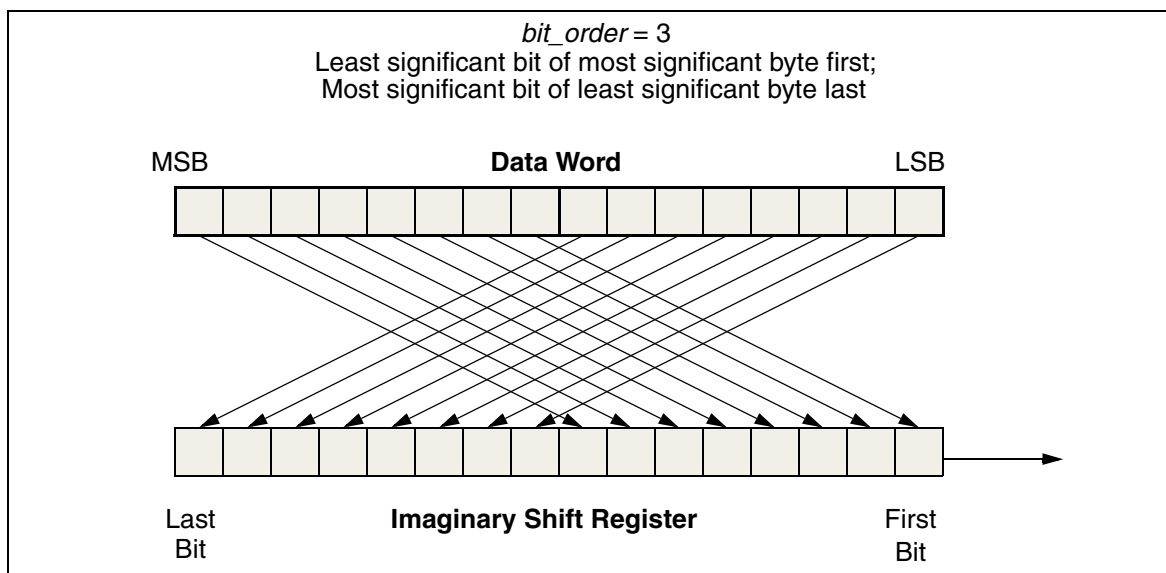 bit_order = 3
Least significant bit of most significant byte first;
Most significant bit of least significant byte last
MSB Data Word LSB
Last Bit Imaginary Shift Register First Bit